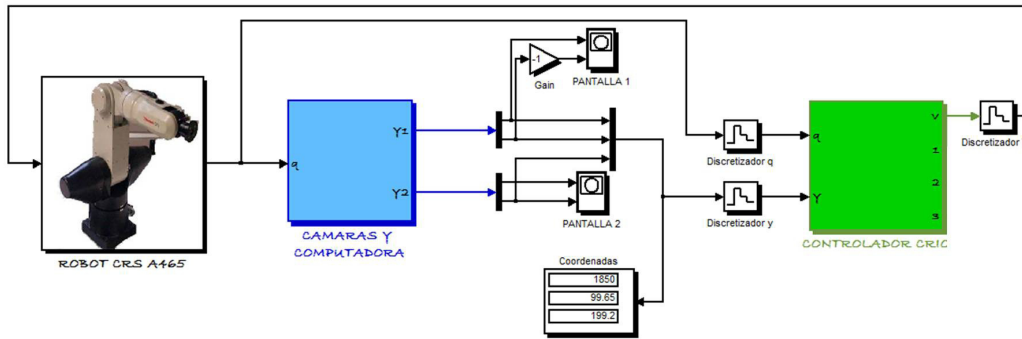 -1
Gain
PANTALLA 1
Y1
q
Y2
PANTALLA 2
CAMARAS Y
COMPUTADORA
ROBOT CRS A465
Discretizador q
Discretizador y
q
Y
V
1
2
3
Discretizador
CONTROLADOR CRIC
Coordenadas
1850
99.65
199.2